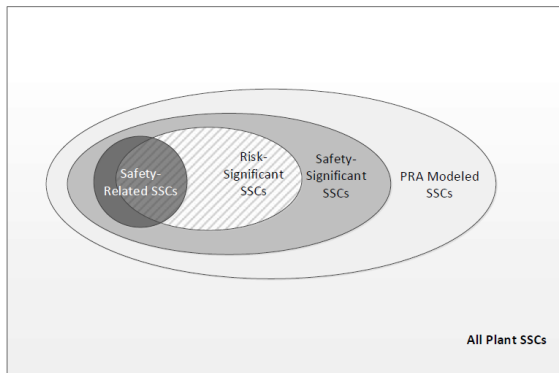 Safety-
Related SSCs
Risk-
Significant SSCs
Safety-
Significant
SSCs
PRA Modeled
SSCs
All Plant SSCs